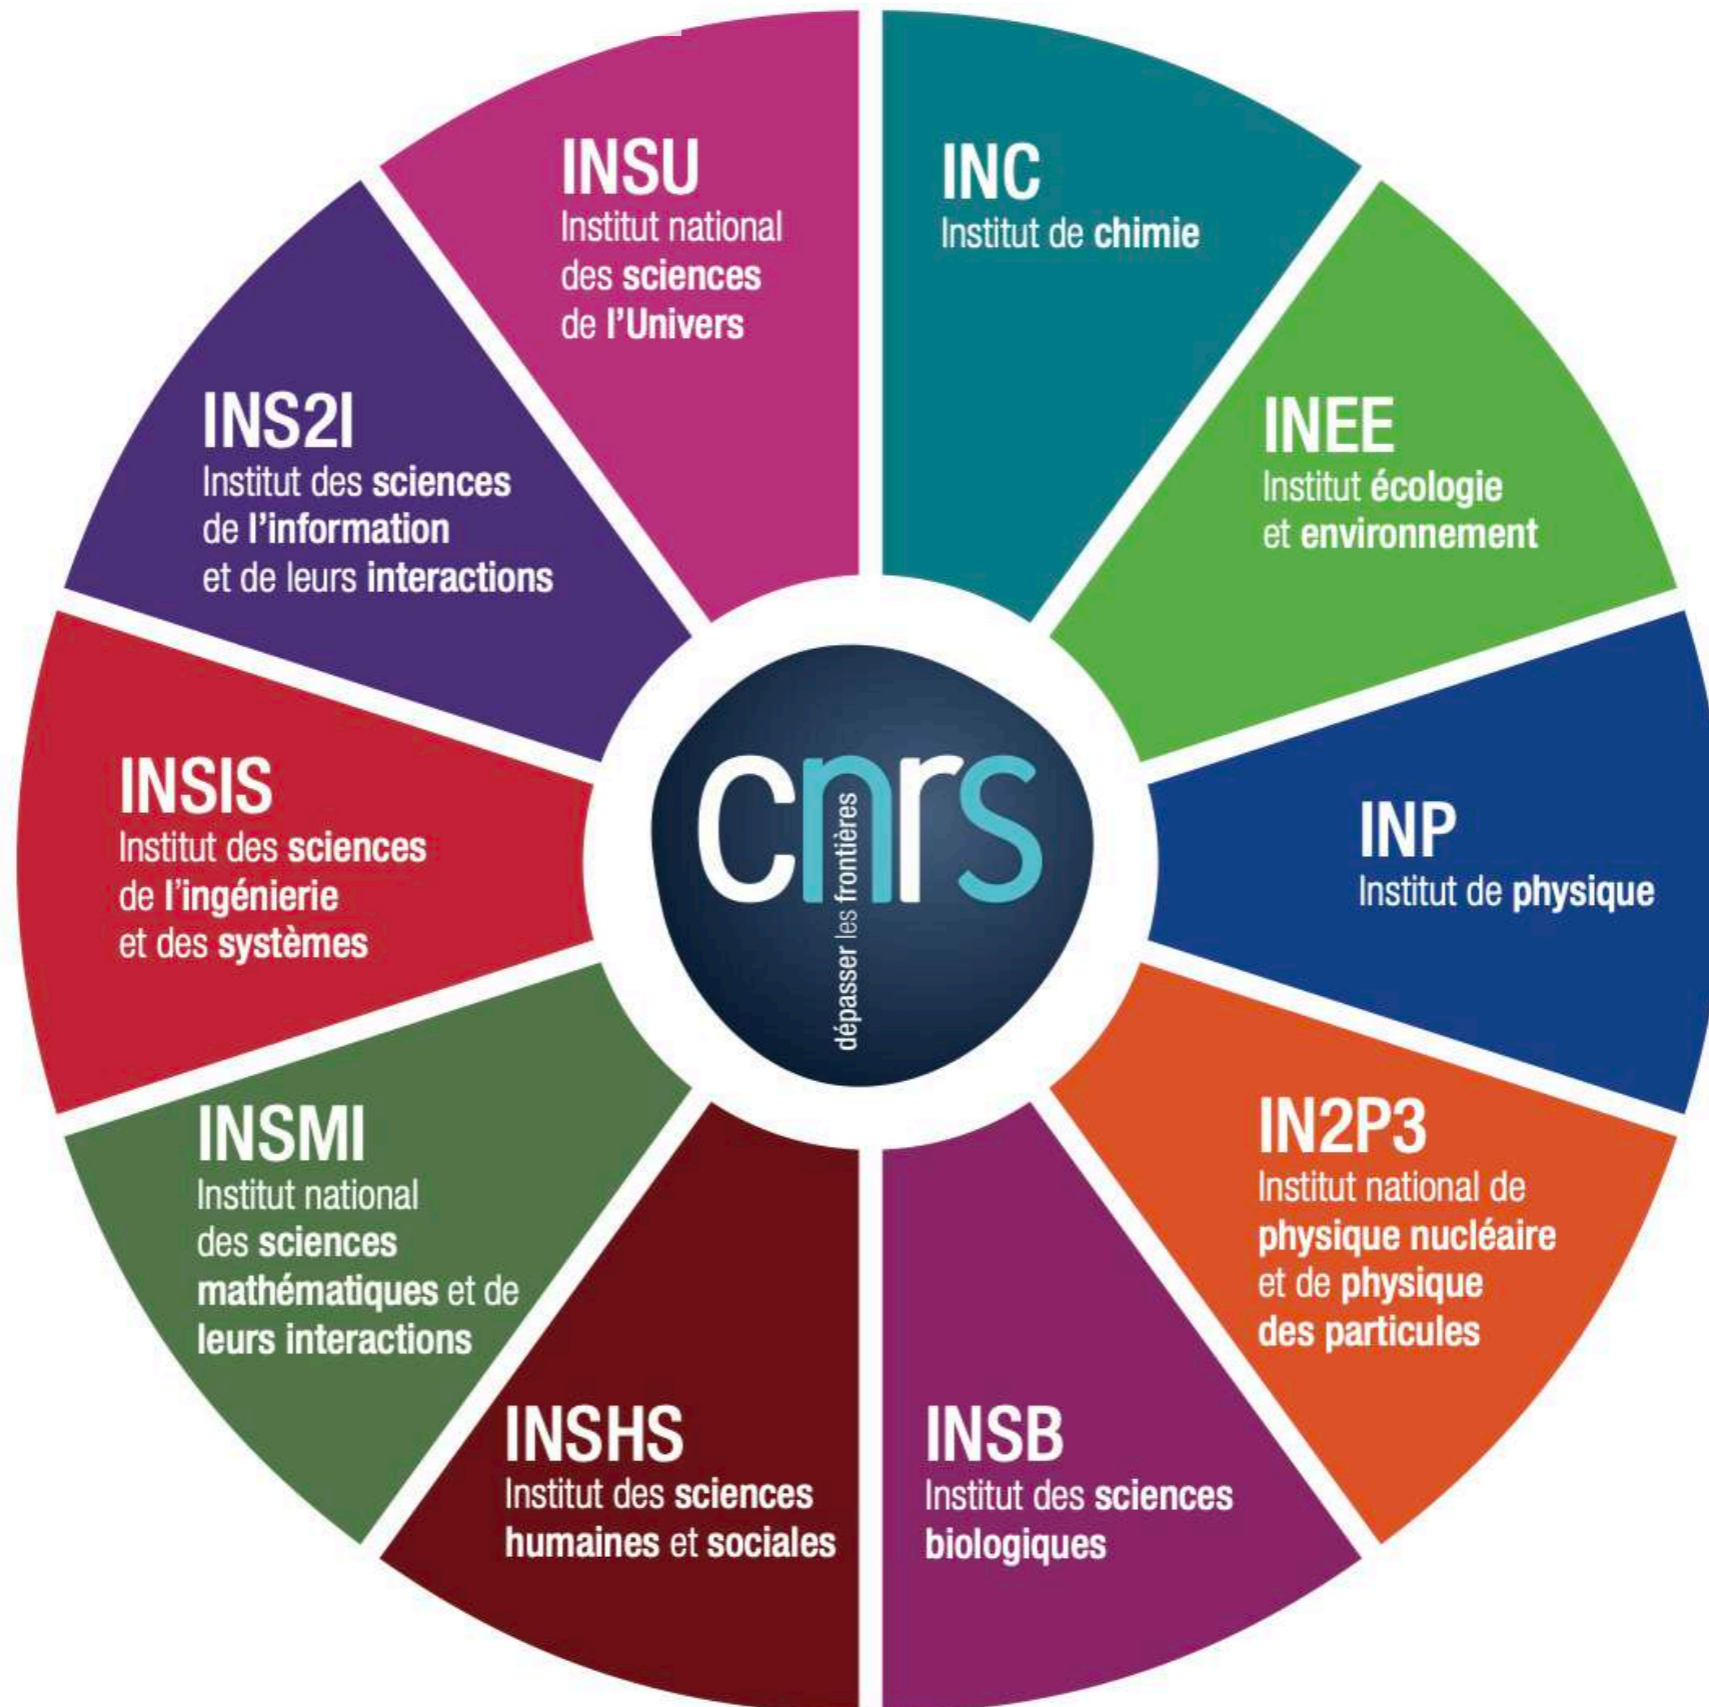 INSU
Institut national
des sciences
de l'Univers
INC
Institut de chimie
INEE
Institut écologie
et environnement
INP
Institut de physique
IN2P3
Institut national de
physique nucléaire
et de physique
des particules
INSB
Institut des sciences
biologiques
INSHS
Institut des sciences
humaines et sociales
INSMI
Institut national
des sciences
mathématiques et de
leurs interactions
INSIS
Institut des sciences
de l'ingénierie
et des systèmes
INS2I
Institut des sciences
de l'information
et de leurs interactions
cnrs
dépasser les frontières